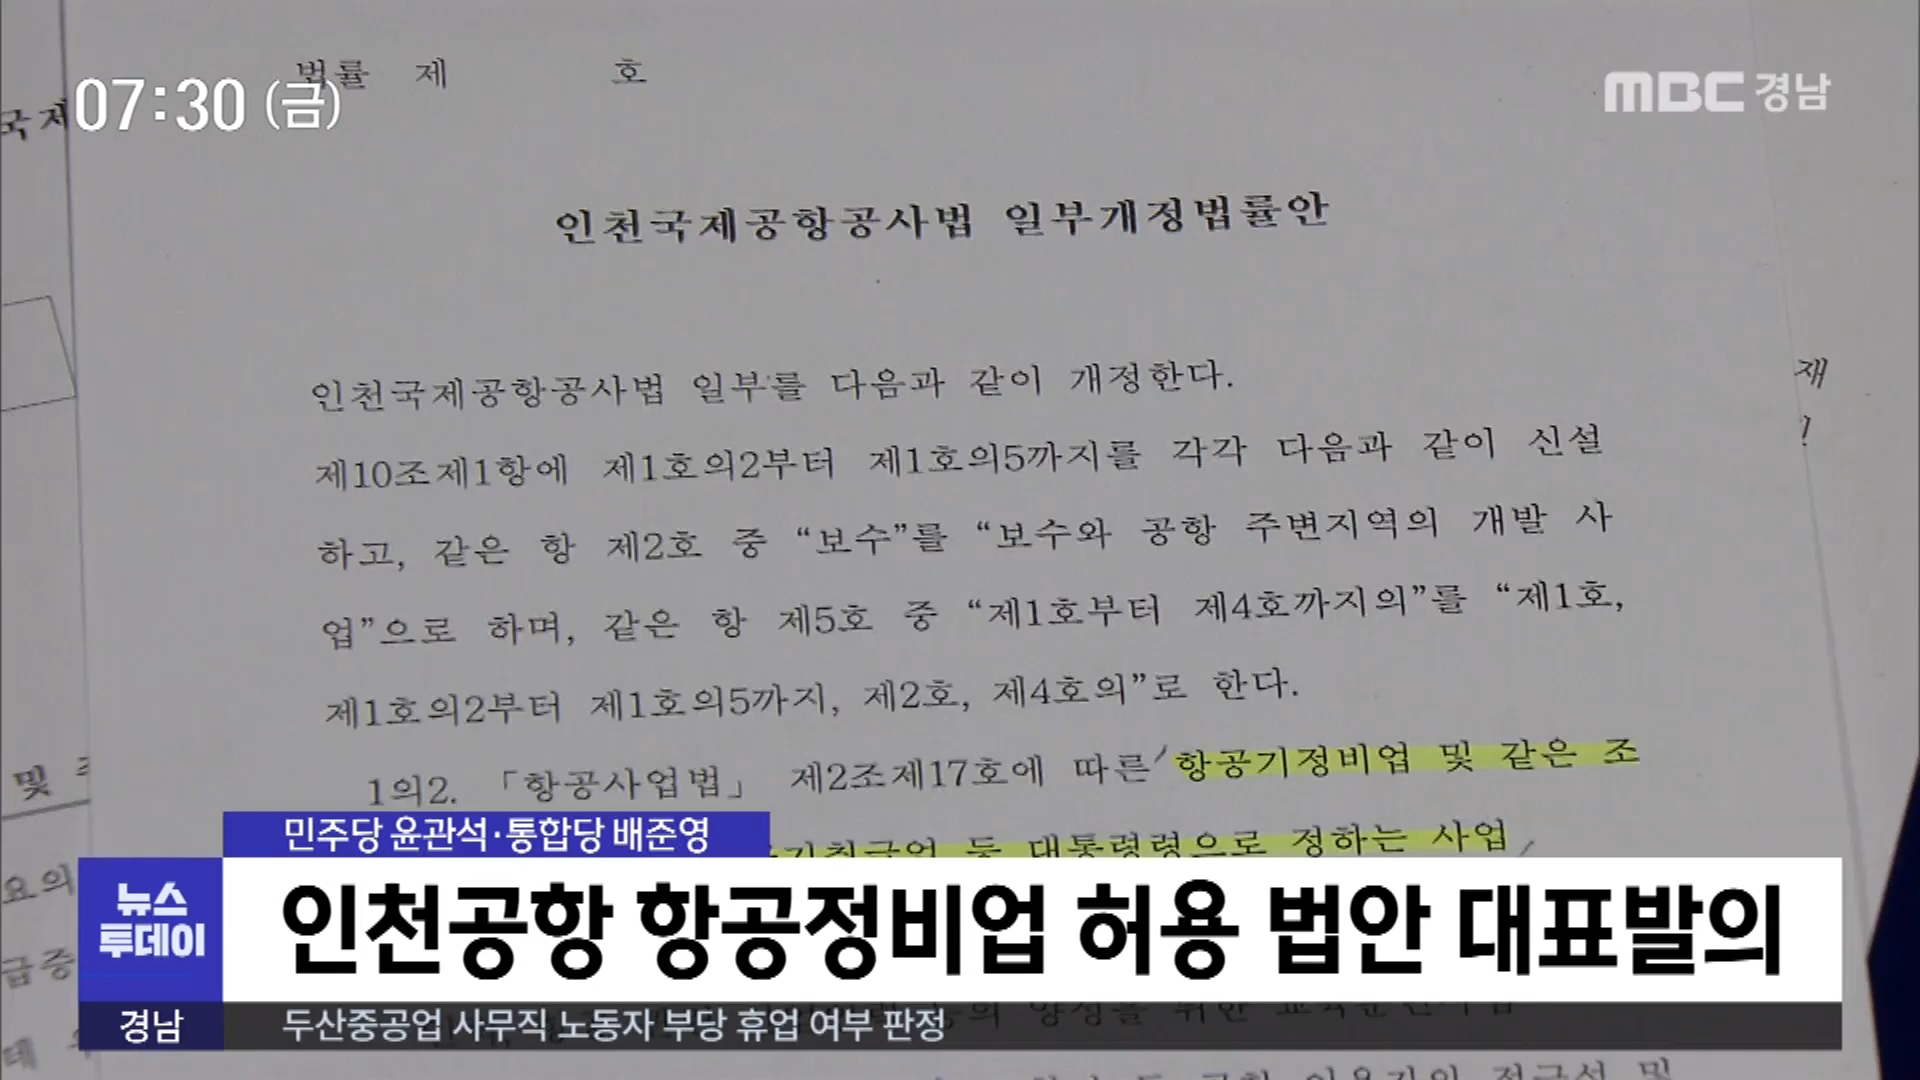 법률 제 호
07:30 (금)
MBC 경남
국제
인천국제공항공사법 일부개정법률안
인천국제공항공사법 일부를 다음과 같이 개정한다.
재
제10조제1항에 제1호의2부터 제1호의5까지를 각각 다음과 같이 신설
하고, 같은 항 제2호 중 “보수”를 “보수와 공항 주변지역의 개발 사
업”으로 하며, 같은 항 제5호 중 “제1호부터 제4호까지의”를 “제1호,
제1호의2부터 제1호의5까지, 제2호, 제4호의”로 한다.
및
1의2. 「항공사업법」 제2조제17호에 따른 항공기정비업 및 같은 조
등 대통령령으로 정하는 사업
민주당 윤관석·통합당 배준영
요의
급증
뉴스
투데이
인천공항 항공정비업 허용 법안 대표발의
경남
두산중공업 사무직 노동자 부당 휴업 여부 판정